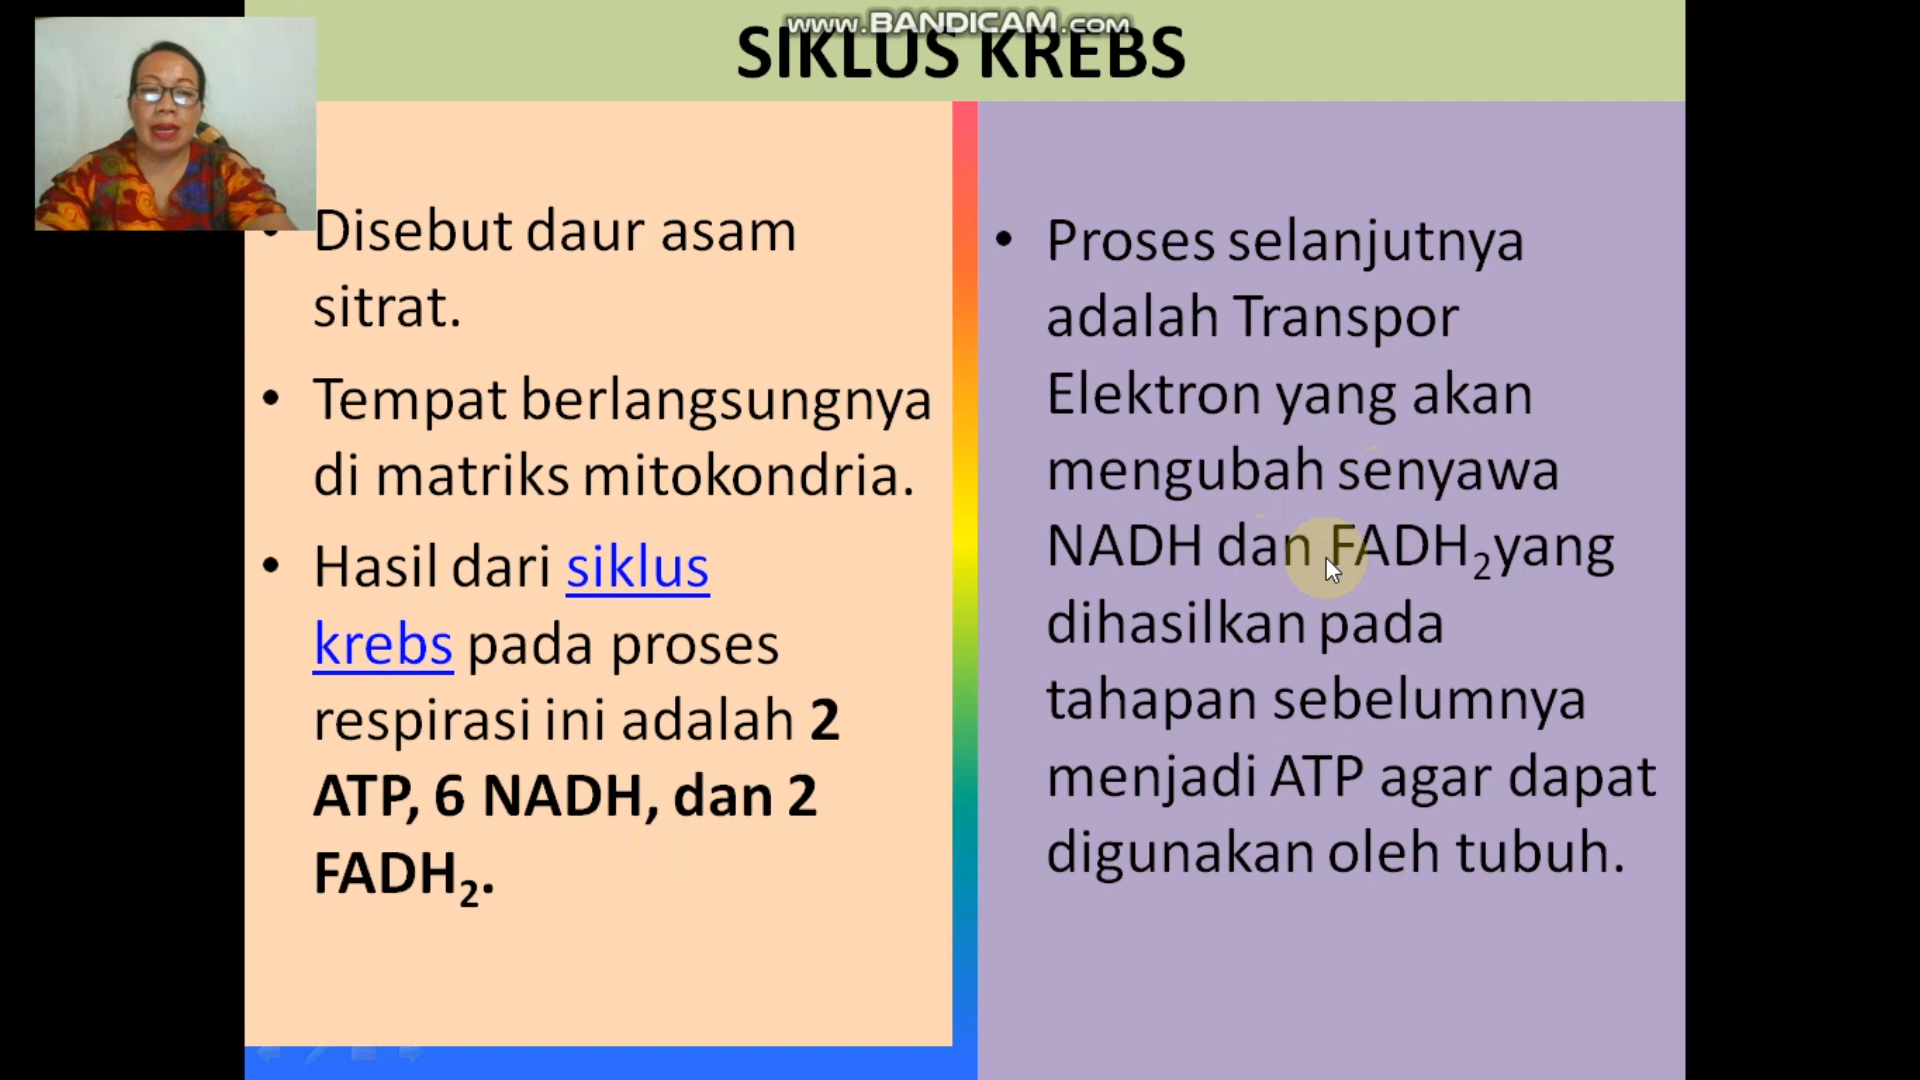 www.BANDICAM.com
SIKLUS KREBS
• Disebut daur asam
sitrat.
• Tempat berlangsungnya
di matriks mitokondria.
• Hasil dari siklus
krebs pada proses
respirasi ini adalah 2
ATP, 6 NADH, dan 2
FADH₂.
• Proses selanjutnya
adalah Transpor
Elektron yang akan
mengubah senyawa
NADH dan FADH₂yang
dihasilkan pada
tahapan sebelumnya
menjadi ATP agar dapat
digunakan oleh tubuh.